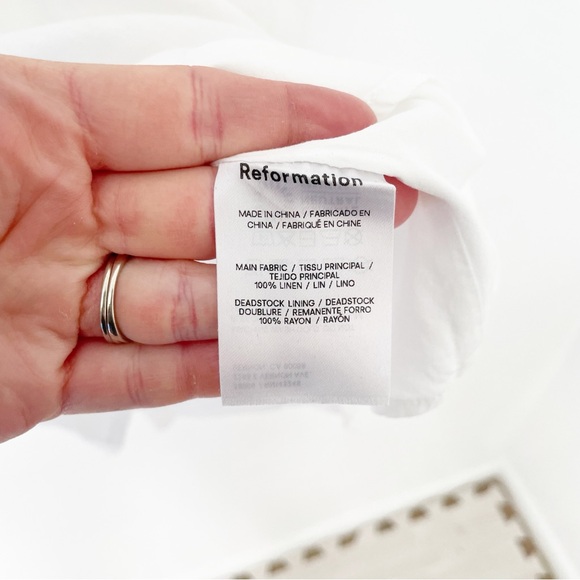 Reformation
MADE IN CHINA / FABRICADO EN
CHINA / FABRIQUÉ EN CHINE
MAIN FABRIC / TISSU PRINCIPAL /
TEJIDO PRINCIPAL
100% LINEN / LIN / LINO
DEADSTOCK LINING / DEADSTOCK
DOUBLURE / REMANENTE FORRO
100% RAYON / RAYÓN